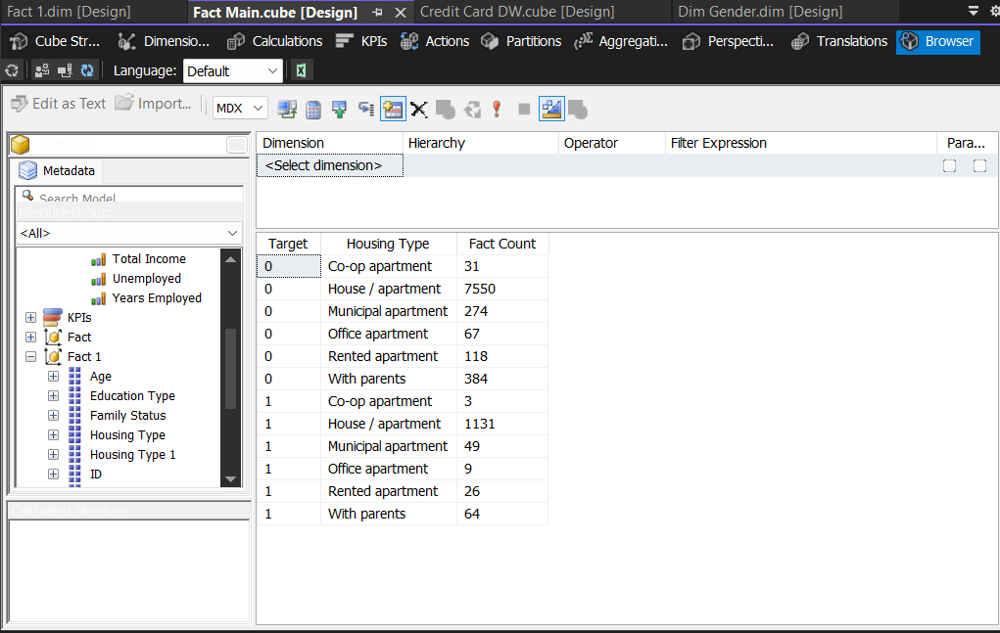 Fact 1.dim [Design] Fact Main.cube [Design] Credit Card DW.cube [Design] Dim Gender.dim [Design]
Cube Str... Dimensio... Calculations KPIs Actions Partitions Aggregati... Perspecti... Translations Browser
Language: Default
Edit as Text Import... MDX
Dimension Hierarchy Operator Filter Expression Para...
<Select dimension>
Metadata
Search Model
Measure Group:
<All>
Total Income
Unemployed
Years Employed
KPIs
Fact
Fact 1
Age
Education Type
Family Status
Housing Type
Housing Type 1
ID
Calculated Members
Target Housing Type Fact Count
0 Co-op apartment 31
0 House / apartment 7550
0 Municipal apartment 274
0 Office apartment 67
0 Rented apartment 118
0 With parents 384
1 Co-op apartment 3
1 House / apartment 1131
1 Municipal apartment 49
1 Office apartment 9
1 Rented apartment 26
1 With parents 64